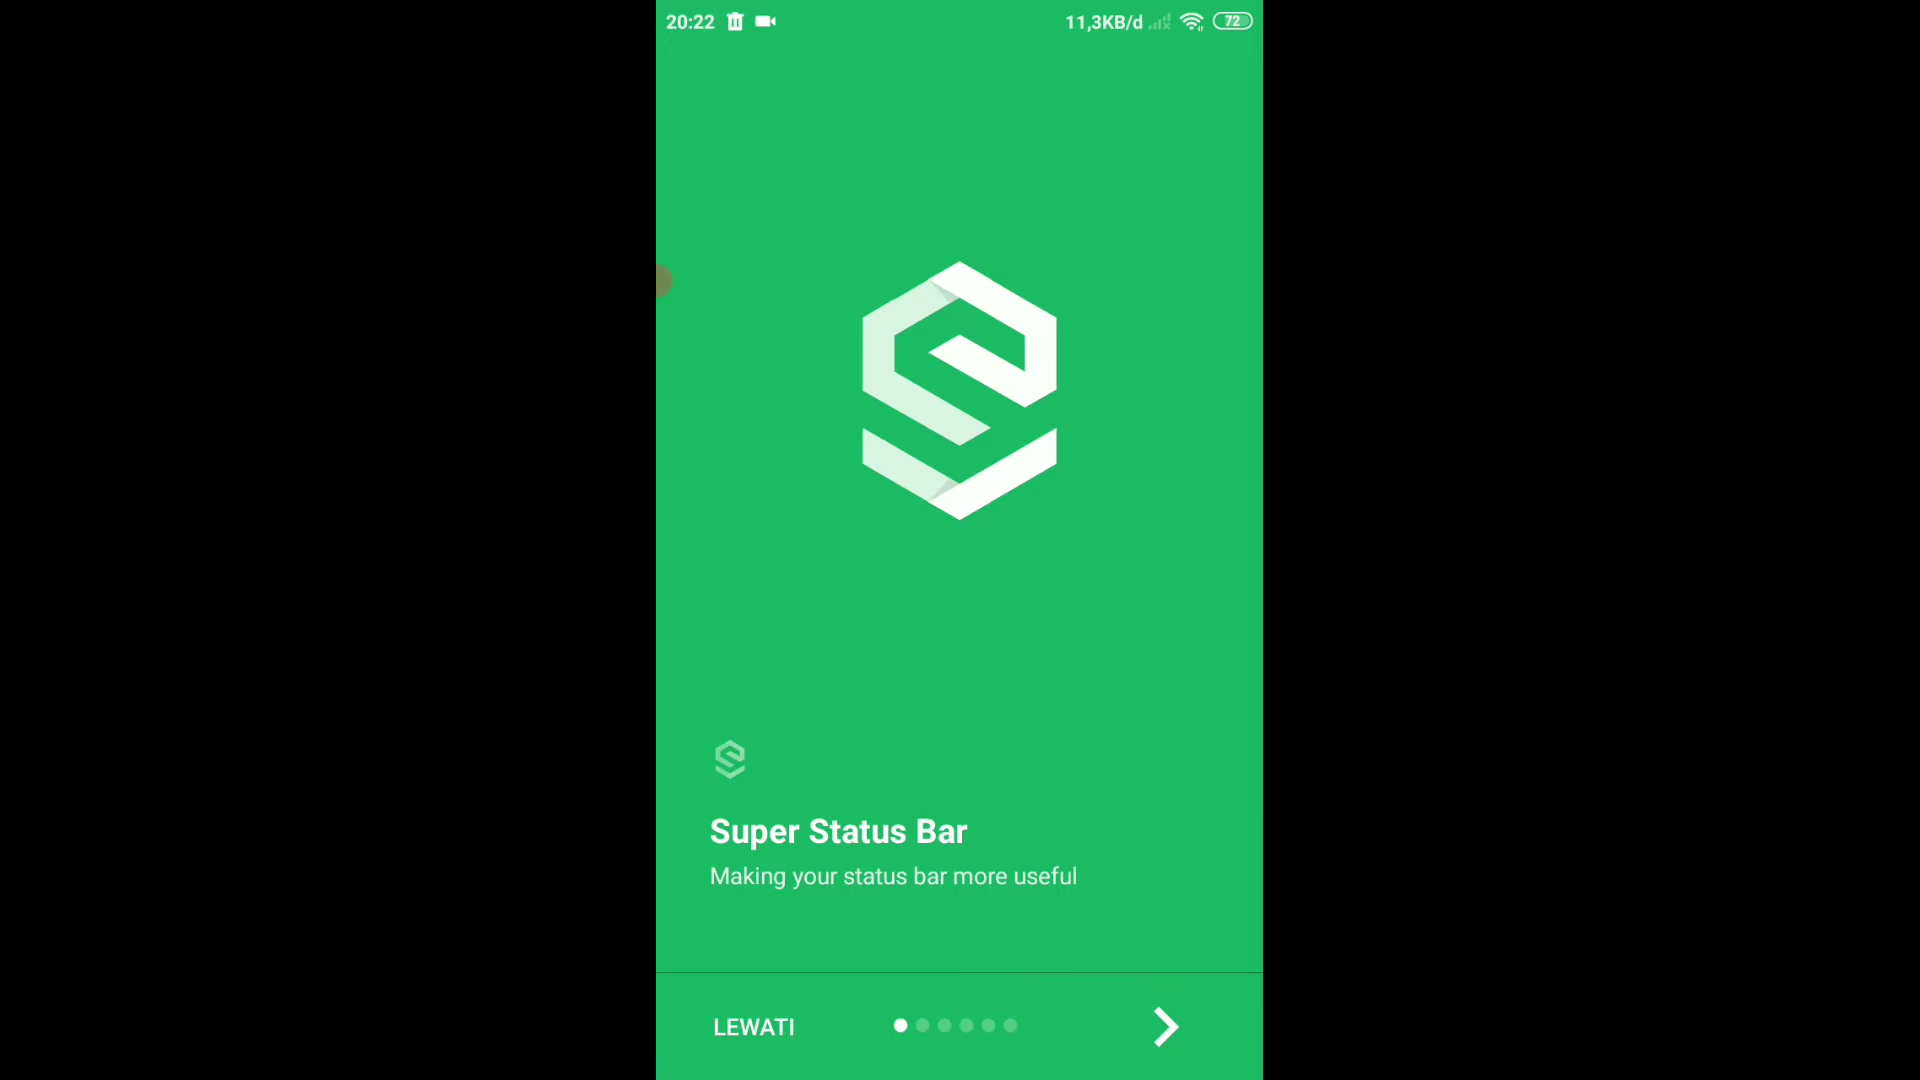 20:22 11,3KB/d 72
Super Status Bar
Making your status bar more useful
LEWATI